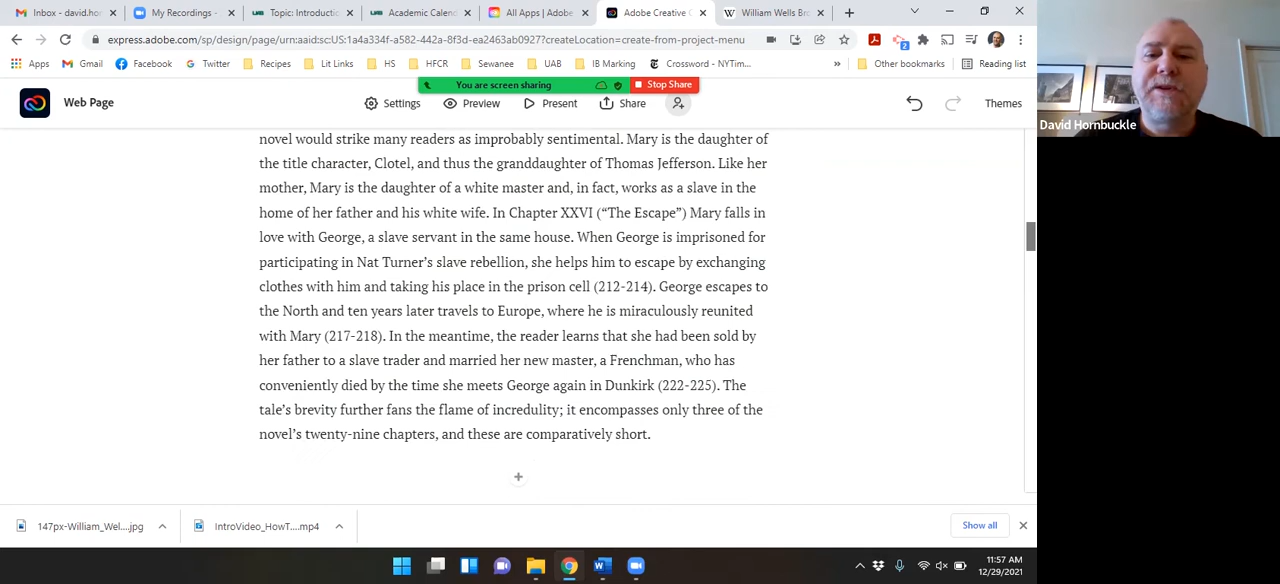 Inbox - david.hor
My Recordings -
Topic: Introducti
Academic Calen
All Apps | Adobe
Adobe Creative C
William Wells Bro
express.adobe.com/sp/design/page/urn:aaid:sc:US:1a4a334f-a582-442a-8f3d-ea2463ab0927?createLocation=create-from-project-menu
2
Apps
Gmail
Facebook
Twitter
Recipes
Lit Links
HS
HFCR
Sewanee
UAB
IB Marking
Crossword - NYTim...
»
Other bookmarks
Reading list
You are screen sharing
Stop Share
Web Page
Settings
Preview
Present
Share
Themes
David Hornbuckle
novel would strike many readers as improbably sentimental. Mary is the daughter of
the title character, Clotel, and thus the granddaughter of Thomas Jefferson. Like her
mother, Mary is the daughter of a white master and, in fact, works as a slave in the
home of her father and his white wife. In Chapter XXVI (“The Escape”) Mary falls in
love with George, a slave servant in the same house. When George is imprisoned for
participating in Nat Turner’s slave rebellion, she helps him to escape by exchanging
clothes with him and taking his place in the prison cell (212-214). George escapes to
the North and ten years later travels to Europe, where he is miraculously reunited
with Mary (217-218). In the meantime, the reader learns that she had been sold by
her father to a slave trader and married her new master, a Frenchman, who has
conveniently died by the time she meets George again in Dunkirk (222-225). The
tale’s brevity further fans the flame of incredulity; it encompasses only three of the
novel’s twenty-nine chapters, and these are comparatively short.
147px-William_Wel....jpg
IntroVideo_HowT....mp4
Show all
11:57 AM
12/29/2021